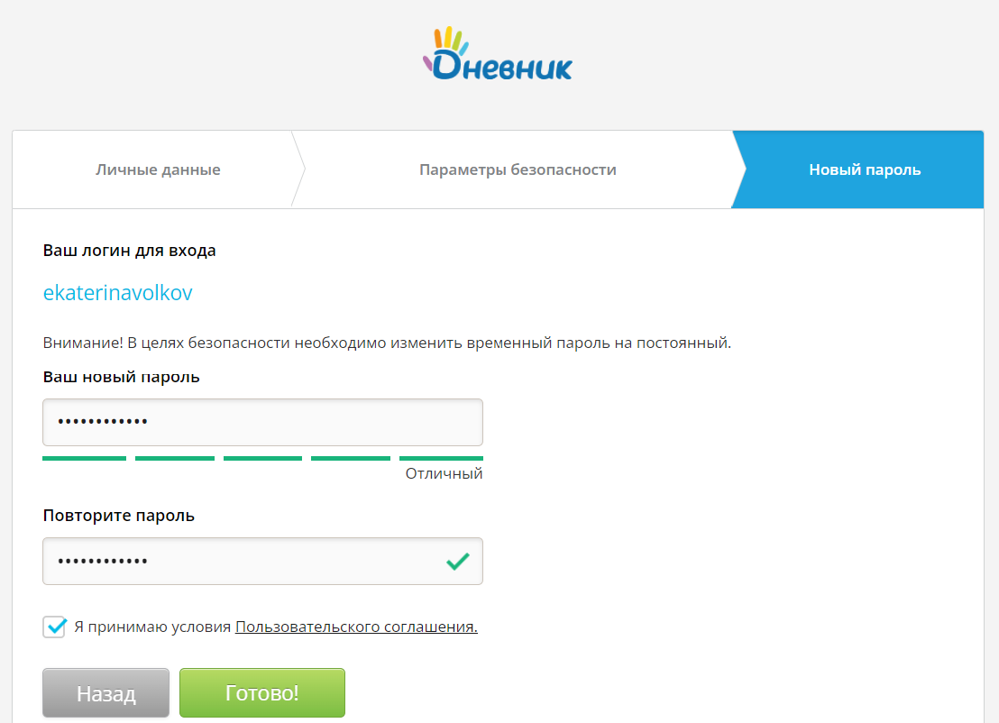 Dневник
Личные данные
Параметры безопасности
Новый пароль
Ваш логин для входа
ekaterinavolkov
Внимание! В целях безопасности необходимо изменить временный пароль на постоянный.
Ваш новый пароль
••••••••••••
Отличный
Повторите пароль
••••••••••••
Я принимаю условия Пользовательского соглашения.
Назад
Готово!